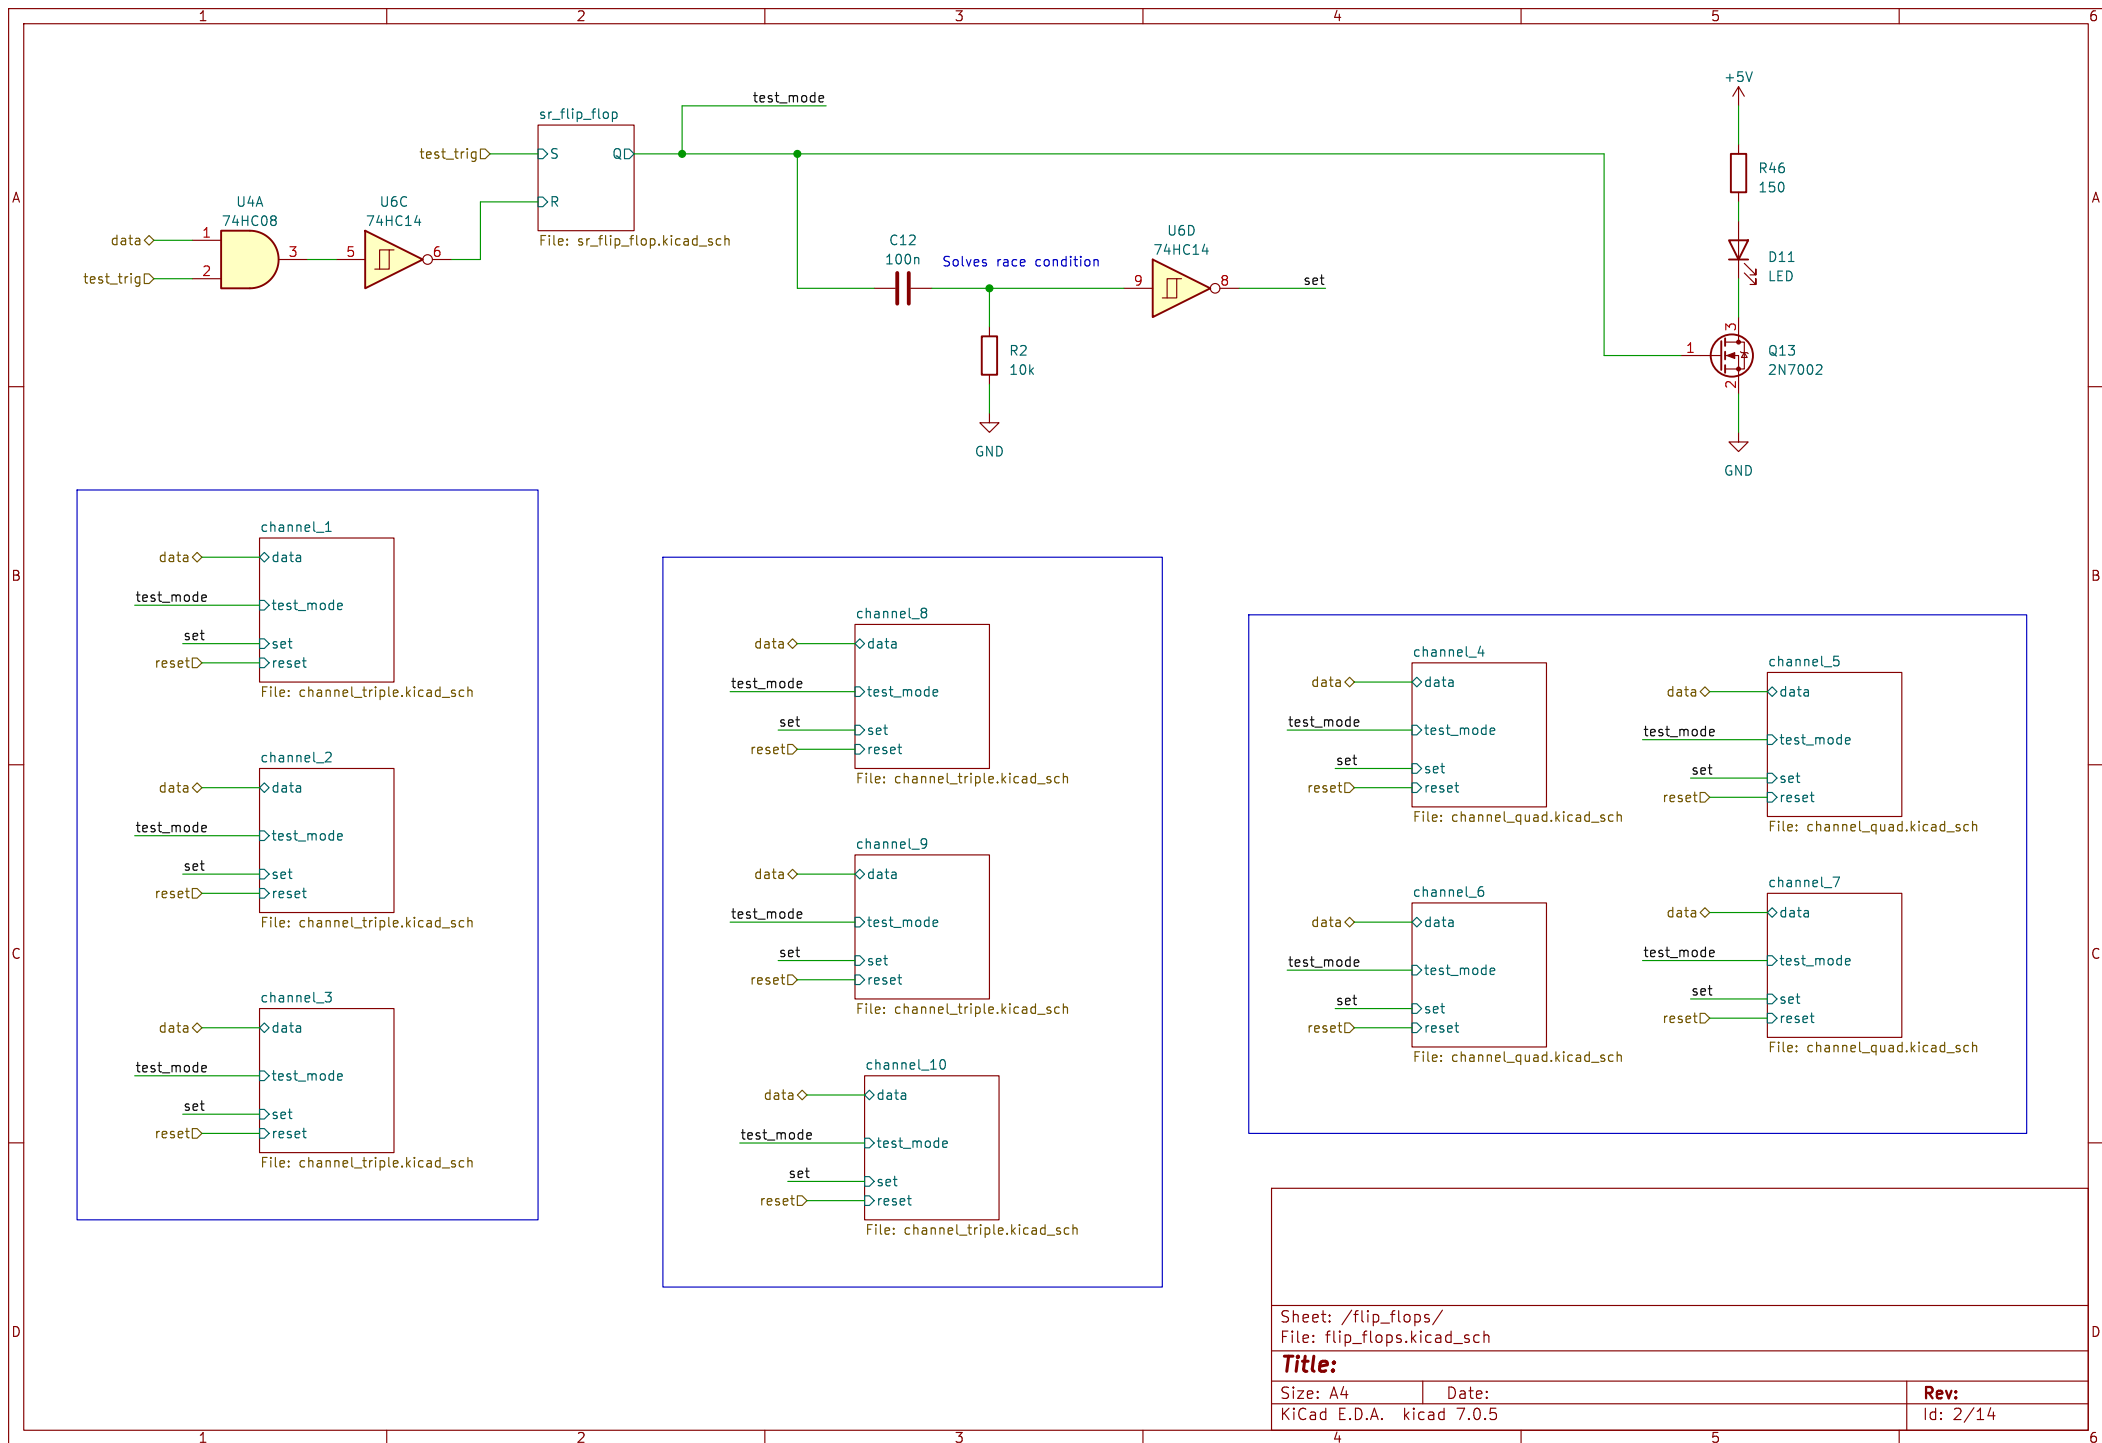 1 2 3 4 5 6
A
B
C
D
A
B
C
D
test_mode
sr_flip_flop
test_trig
S
Q
R
File: sr_flip_flop.kicad_sch
U4A
74HC08
data
1
test_trig
2
3
U6C
74HC14
5
6
C12
100n
Solves race condition
R2
10k
GND
U6D
74HC14
9
8
set
+5V
R46
150
D11
LED
3
1
2
Q13
2N7002
GND
channel_1
data data
test_mode test_mode
set set
reset reset
File: channel_triple.kicad_sch
channel_2
data data
test_mode test_mode
set set
reset reset
File: channel_triple.kicad_sch
channel_3
data data
test_mode test_mode
set set
reset reset
File: channel_triple.kicad_sch
channel_8
data data
test_mode test_mode
set set
reset reset
File: channel_triple.kicad_sch
channel_9
data data
test_mode test_mode
set set
reset reset
File: channel_triple.kicad_sch
channel_10
data data
test_mode test_mode
set set
reset reset
File: channel_triple.kicad_sch
channel_4
data data
test_mode test_mode
set set
reset reset
File: channel_quad.kicad_sch
channel_5
data data
test_mode test_mode
set set
reset reset
File: channel_quad.kicad_sch
channel_6
data data
test_mode test_mode
set set
reset reset
File: channel_quad.kicad_sch
channel_7
data data
test_mode test_mode
set set
reset reset
File: channel_quad.kicad_sch
Sheet: /flip_flops/
File: flip_flops.kicad_sch
Title:
Size: A4 Date: Rev:
KiCad E.D.A. kicad 7.0.5 Id: 2/14
1 2 3 4 5 6